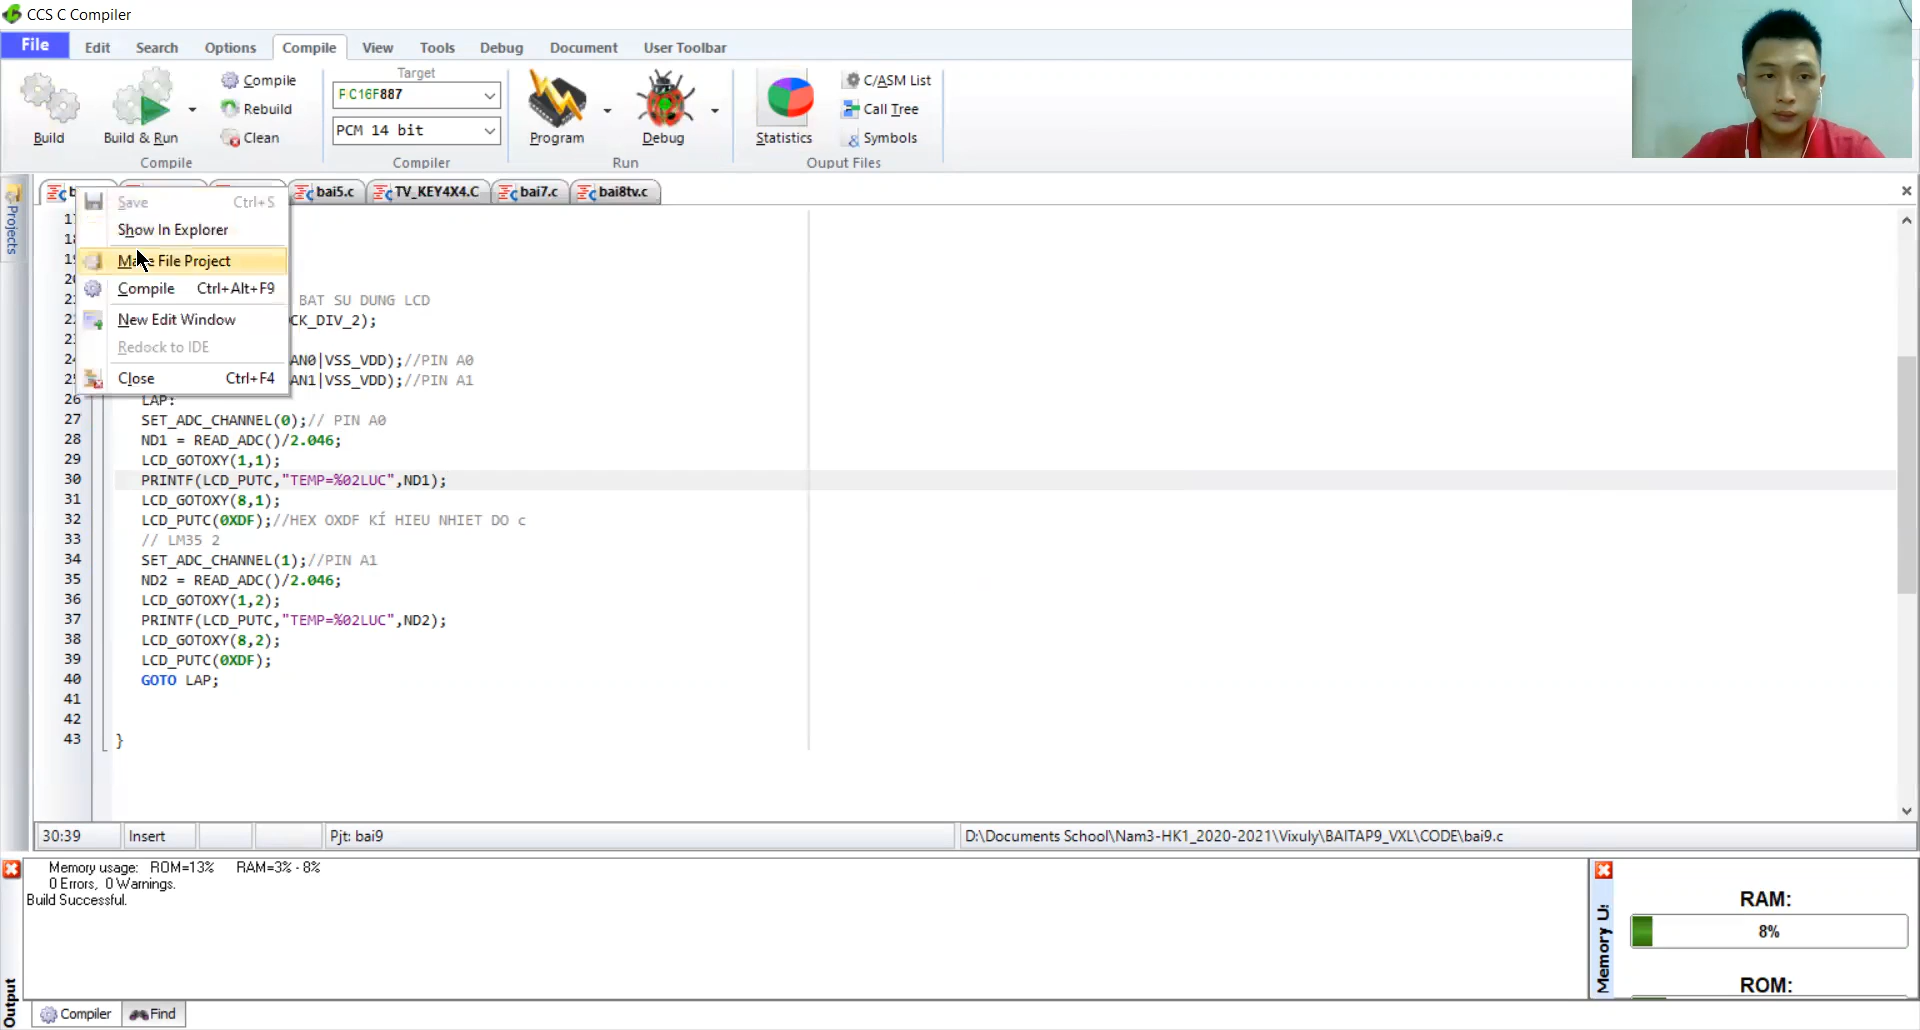 CCS C Compiler
File Edit Search Options Compile View Tools Debug Document User Toolbar
Build
Build & Run
Compile
Rebuild
Clean
Compile
Target
PIC16F887
PCM 14 bit
Compiler
Program
Debug
Run
Statistics
C/ASM List
Call Tree
Symbols
Ouput Files
Projects
bai5.c TV_KEY4X4.C bai7.c bai8tv.c
Save Ctrl+S
Show In Explorer
File Project
Compile Ctrl+Alt+F9
New Edit Window
Redock to IDE
Close Ctrl+F4
BAT SU DUNG LCD
CK_DIV_2);
24 AN0|VSS_VDD);//PIN A0
25 AN1|VSS_VDD);//PIN A1
26 LAP:
27 SET_ADC_CHANNEL(0);// PIN A0
28 ND1 = READ_ADC()/2.046;
29 LCD_GOTOXY(1,1);
30 PRINTF(LCD_PUTC,"TEMP=%02LUC",ND1);
31 LCD_GOTOXY(8,1);
32 LCD_PUTC(0XDF);//HEX OXDF KÍ HIEU NHIET DO c
33 // LM35 2
34 SET_ADC_CHANNEL(1);//PIN A1
35 ND2 = READ_ADC()/2.046;
36 LCD_GOTOXY(1,2);
37 PRINTF(LCD_PUTC,"TEMP=%02LUC",ND2);
38 LCD_GOTOXY(8,2);
39 LCD_PUTC(0XDF);
40 GOTO LAP;
41
42
43 }
30:39 Insert Pjt: bai9 D:\Documents School\Nam3-HK1_2020-2021\Vixuly\BAITAP9_VXL\CODE\bai9.c
Memory usage: ROM=13% RAM=3% - 8%
0 Errors, 0 Warnings.
Build Successful.
Output
Compiler Find
Memory U
RAM:
8%
ROM: